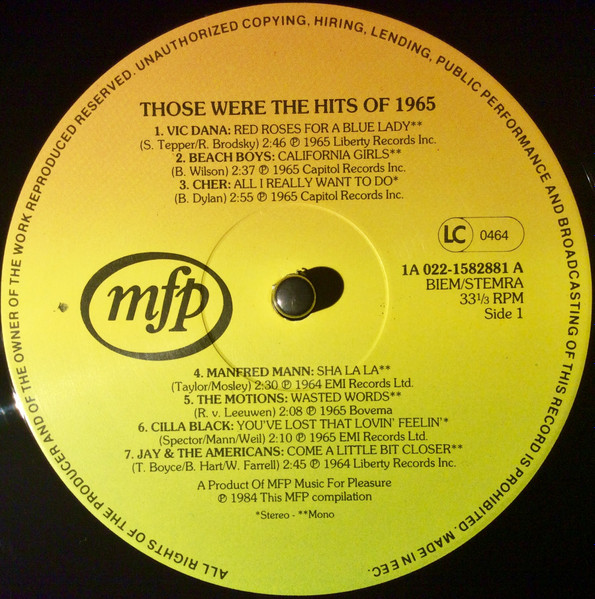 ALL RIGHTS OF THE PRODUCER AND OF THE OWNER OF THE WORK REPRODUCED RESERVED. UNAUTHORIZED COPYING, HIRING, LENDING, PUBLIC PERFORMANCE AND BROADCASTING OF THIS RECORD IS PROHIBITED. MADE IN EEC.
THOSE WERE THE HITS OF 1965
1. VIC DANA: RED ROSES FOR A BLUE LADY**
(S. Tepper/R. Brodsky) 2:46 ℗ 1965 Liberty Records Inc.
2. BEACH BOYS: CALIFORNIA GIRLS**
(B. Wilson) 2:37 ℗ 1965 Capitol Records Inc.
3. CHER: ALL I REALLY WANT TO DO*
(B. Dylan) 2:55 ℗ 1965 Capitol Records Inc.
LC 0464
mfp
1A 022-1582881 A
BIEM/STEMRA
33 1/3 RPM
Side 1
4. MANFRED MANN: SHA LA LA**
(Taylor/Mosley) 2:30 ℗ 1964 EMI Records Ltd.
5. THE MOTIONS: WASTED WORDS**
(R. v. Leeuwen) 2:08 ℗ 1965 Bovema
6. CILLA BLACK: YOU'VE LOST THAT LOVIN' FEELIN'*
(Spector/Mann/Weil) 2:10 ℗ 1965 EMI Records Ltd.
7. JAY & THE AMERICANS: COME A LITTLE BIT CLOSER**
(T. Boyce/B. Hart/W. Farrell) 2:45 ℗ 1964 Liberty Records Inc.
A Product Of MFP Music For Pleasure
℗ 1984 This MFP compilation
*Stereo - **Mono